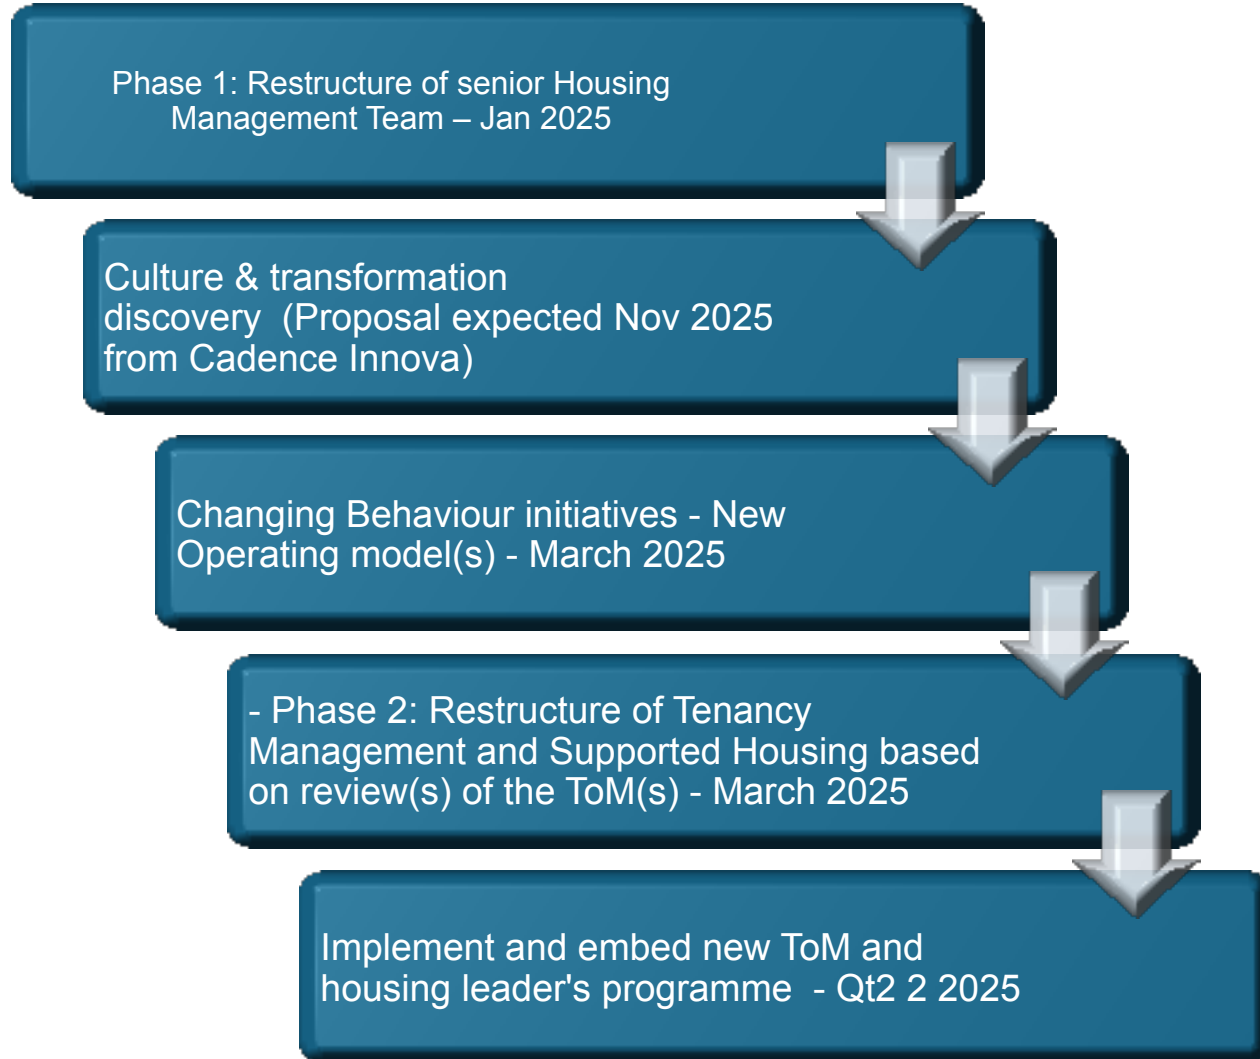 Phase 1: Restructure of senior Housing
Management Team – Jan 2025
Culture & transformation
discovery  (Proposal expected Nov 2025
from Cadence Innova)
Changing Behaviour initiatives - New
Operating model(s) - March 2025
- Phase 2: Restructure of Tenancy
Management and Supported Housing based
on review(s) of the ToM(s) - March 2025
Implement and embed new ToM and
housing leader's programme  - Qt2 2 2025